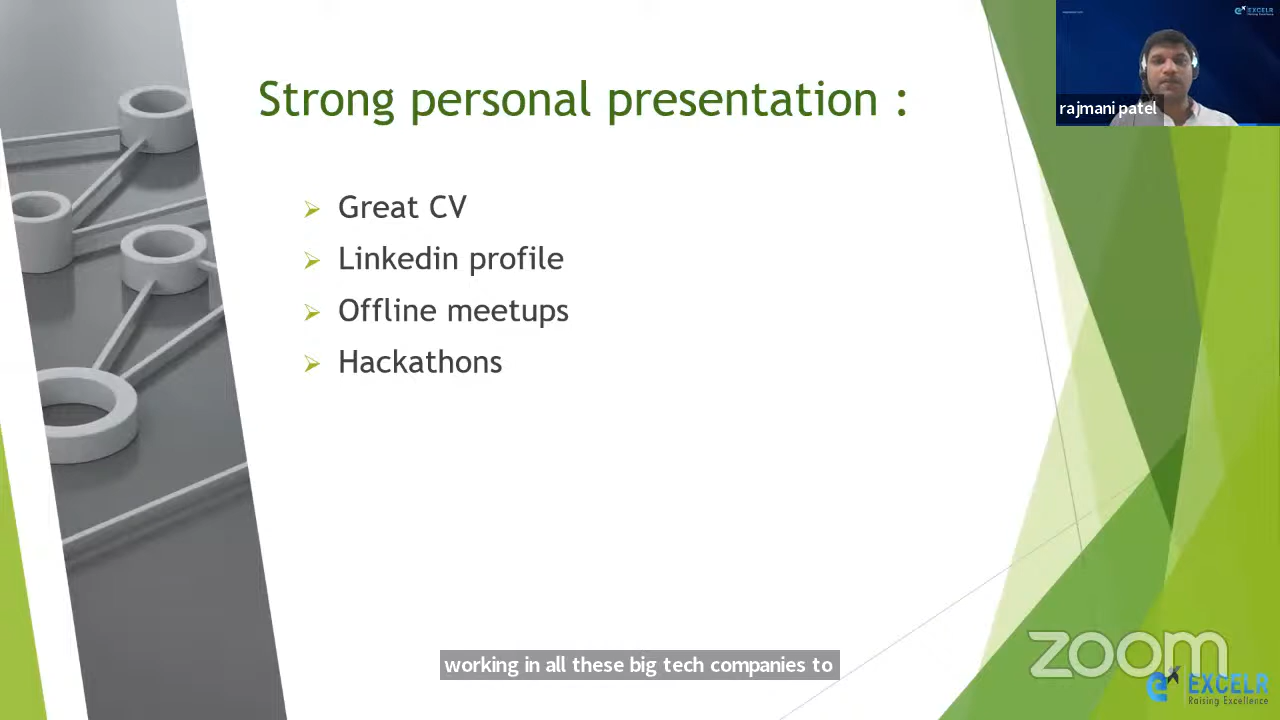 Strong personal presentation :
Great CV
Linkedin profile
Offline meetups
Hackathons
EXCELR
rajmani patel
working in all these big tech companies to
zoom
EXCELR
Raising Excellence